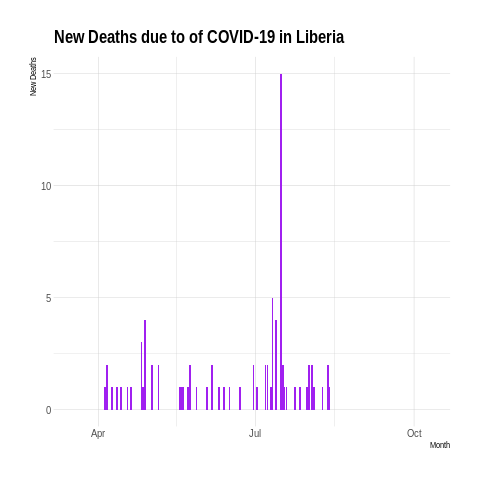 New Deaths due to of COVID-19 in Liberia
New Deaths
15
10
5
0
Apr
Jul
Oct
Month